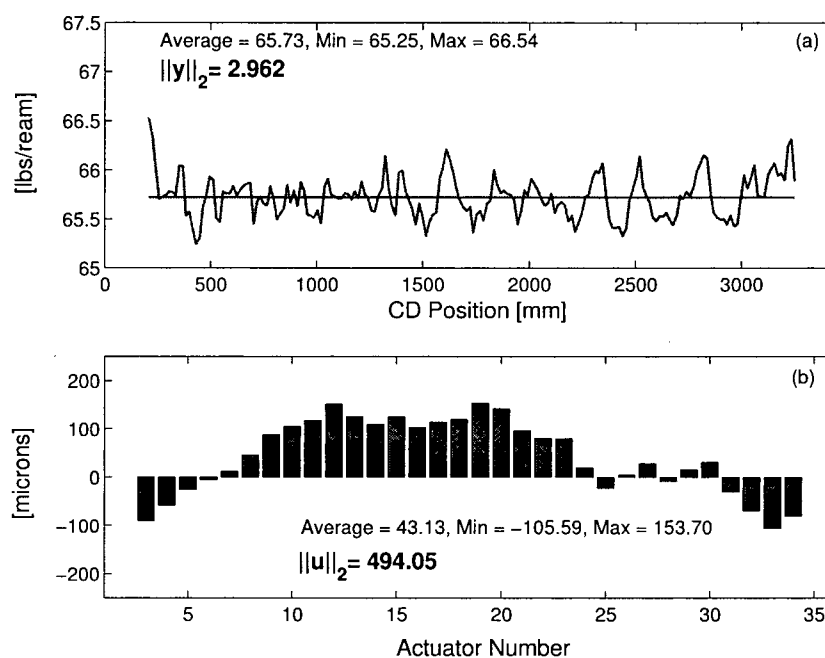 67.5
Average = 65.73, Min = 65.25, Max = 66.54
(a)
||y||2= 2.962
67
66.5
66
65.5
65
[lbs/ream]
0 500 1000 1500 2000 2500 3000
CD Position [mm]
(b)
200
100
0
−100
−200
[microns]
Average = 43.13, Min = −105.59, Max = 153.70
||u||2= 494.05
5 10 15 20 25 30 35
Actuator Number